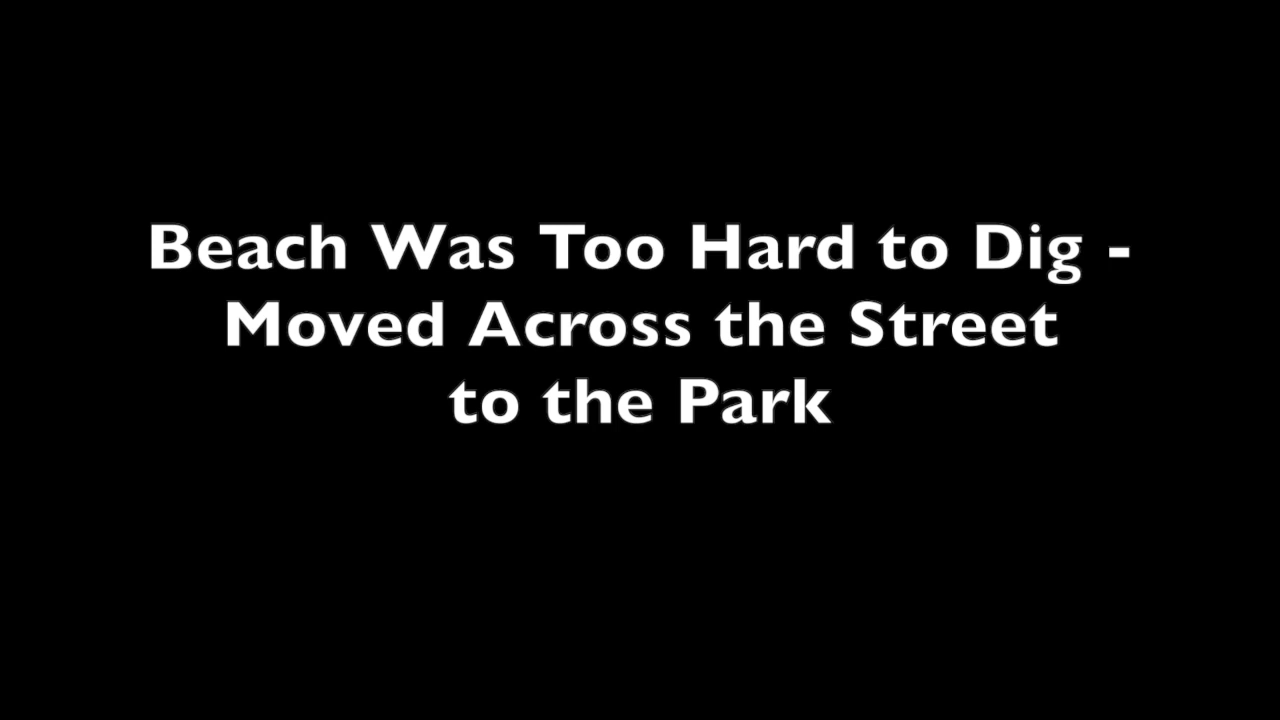 Beach Was Too Hard to Dig -
Moved Across the Street
to the Park